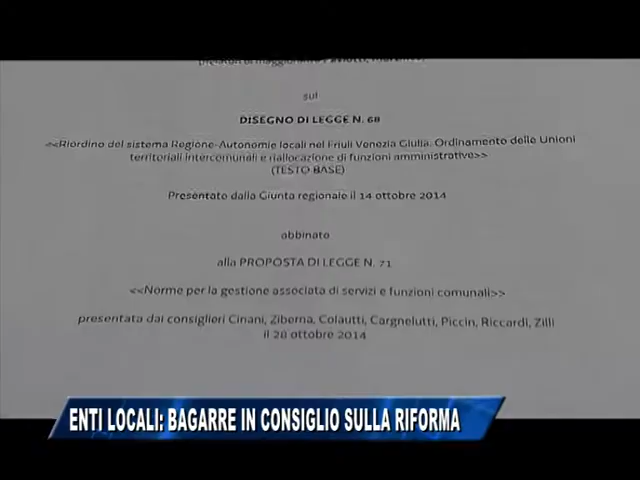 sul
DISEGNO DI LEGGE N. 68
<<Riordino del sistema Regione-Autonomie locali nel Friuli Venezia Giulia. Ordinamento delle Unioni
territoriali intercomunali e riallocazione di funzioni amministrative>>
(TESTO BASE)
Presentato dalla Giunta regionale il 14 ottobre 2014
abbinato
alla PROPOSTA DI LEGGE N. 71
<<Norme per la gestione associata di servizi e funzioni comunali>>
presentata dai consiglieri Ciriani, Ziberna, Colautti, Cargnelutti, Piccin, Riccardi, Zilli
il 28 ottobre 2014
ENTI LOCALI: BAGARRE IN CONSIGLIO SULLA RIFORMA